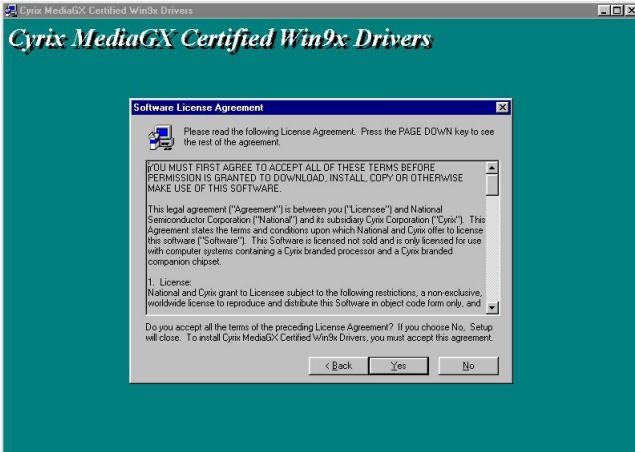 Cyrix MediaGX Certified Win9x Drivers
Cyrix MediaGX Certified Win9x Drivers
Software License Agreement
Please read the following License Agreement. Press the PAGE DOWN key to see
the rest of the agreement.
YOU MUST FIRST AGREE TO ACCEPT ALL OF THESE TERMS BEFORE
PERMISSION IS GRANTED TO DOWNLOAD, INSTALL, COPY OR OTHERWISE
MAKE USE OF THIS SOFTWARE.
This legal agreement ("Agreement") is between you ("Licensee") and National
Semiconductor Corporation ("National") and its subsidiary Cyrix Corporation ("Cyrix"). This
Agreement states the terms and conditions upon which National and Cyrix offer to license
this software ("Software"). This Software is licensed not sold and is only licensed for use
with computer systems containing a Cyrix branded processor and a Cyrix branded
companion chipset.
1. License:
National and Cyrix grant to Licensee subject to the following restrictions, a non-exclusive,
worldwide license to reproduce and distribute this Software in object code form only, and
Do you accept all the terms of the preceding License Agreement? If you choose No, Setup
will close. To install Cyrix MediaGX Certified Win9x Drivers, you must accept this agreement.
< Back
Yes
No